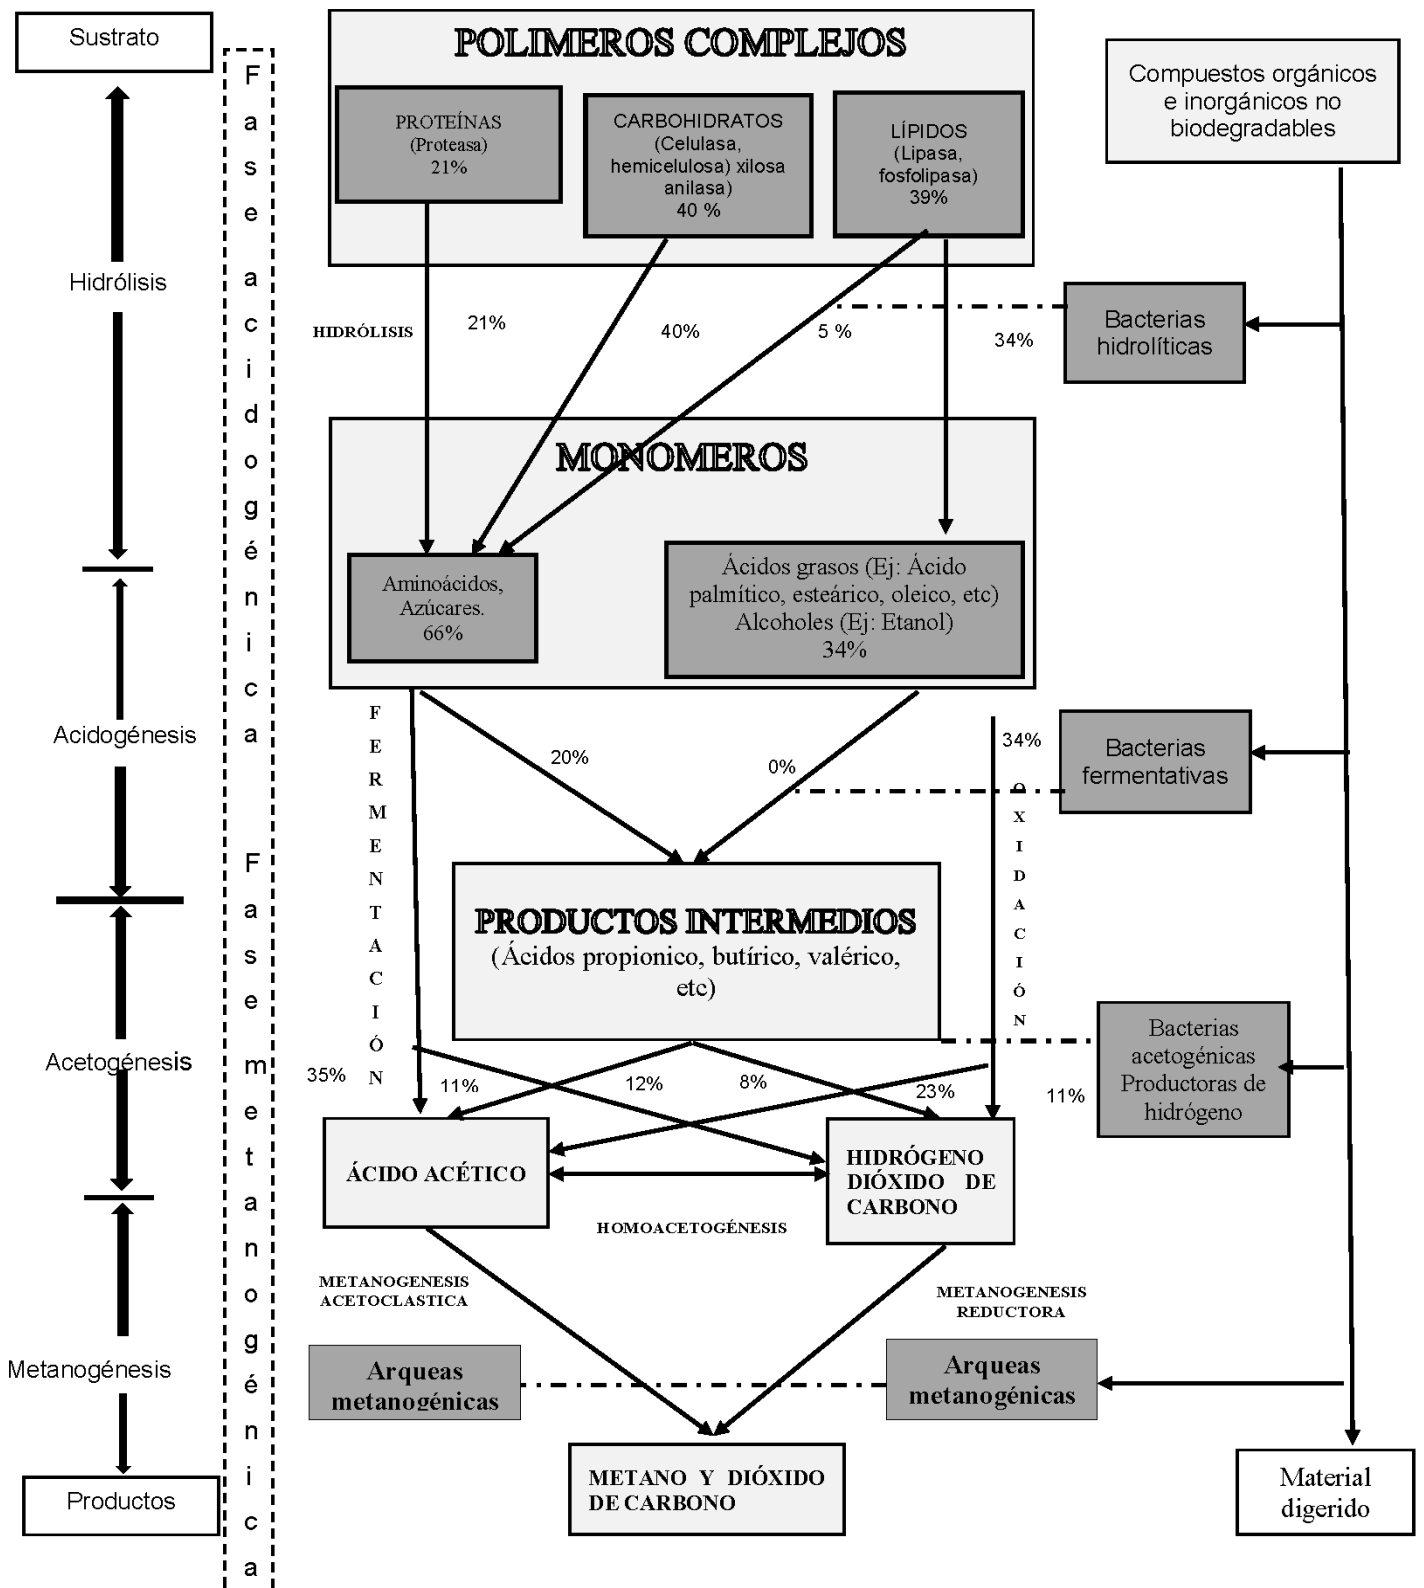 Sustrato
Hidrólisis
Acidogénesis
Acetogénesis
Metanogénesis
Productos
Fase acidogénica
Fase metanogénica
POLIMEROS COMPLEJOS
PROTEÍNAS
(Proteasa)
21%
CARBOHIDRATOS
(Celulasa,
hemicelulosa) xilosa
anilasa)
40 %
LÍPIDOS
(Lipasa,
fosfolipasa)
39%
Compuestos orgánicos
e inorgánicos no
biodegradables
HIDRÓLISIS
21%
40%
5 %
34%
Bacterias
hidrolíticas
MONOMEROS
Aminoácidos,
Azúcares.
66%
Ácidos grasos (Ej: Ácido
palmítico, esteárico, oleico, etc)
Alcoholes (Ej: Etanol)
34%
FERMENTACIÓN
20%
0%
34%
OXIDACIÓN
Bacterias
fermentativas
PRODUCTOS INTERMEDIOS
(Ácidos propionico, butírico, valérico,
etc)
35%
11%
12%
8%
23%
11%
Bacterias
acetogénicas
Productoras de
hidrógeno
ÁCIDO ACÉTICO
HIDRÓGENO
DIÓXIDO DE
CARBONO
HOMOACETOGÉNESIS
METANOGENESIS
ACETOCLASTICA
METANOGENESIS
REDUCTORA
Arqueas
metanogénicas
Arqueas
metanogénicas
METANO Y DIÓXIDO
DE CARBONO
Material
digerido